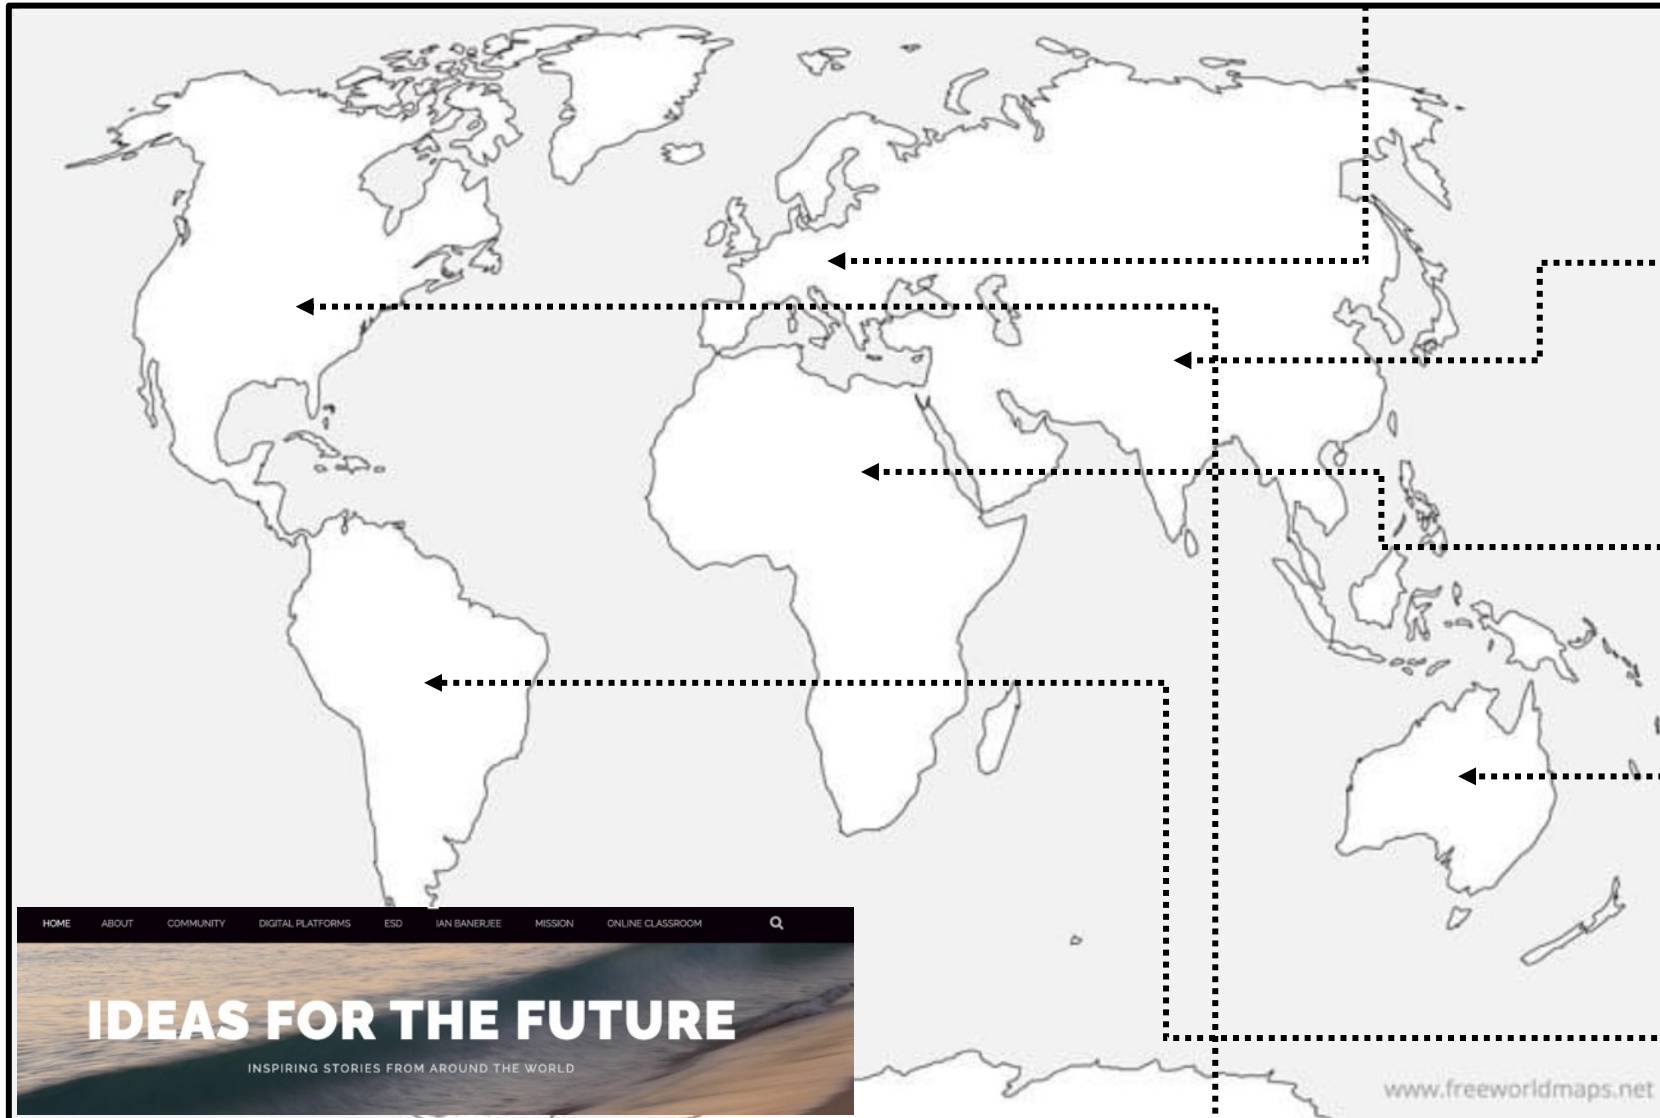 HOME ABOUT COMMUNITY DIGITAL PLATFORMS ESD IAN BANERJEE MISSION ONLINE CLASSROOM
IDEAS FOR THE FUTURE
INSPIRING STORIES FROM AROUND THE WORLD
www.freeworldmaps.net